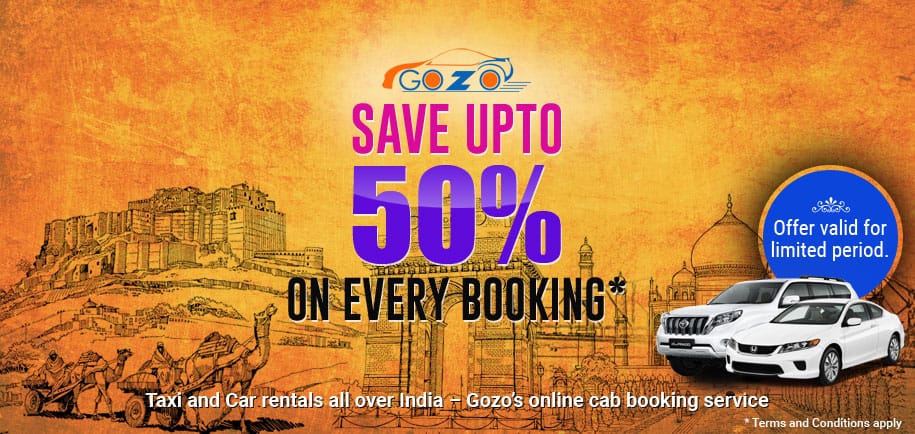 GOZO
SAVE UPTO
50%
ON EVERY BOOKING*
Offer valid for
limited period.
Taxi and Car rentals all over India – Gozo's online cab booking service
* Terms and Conditions apply